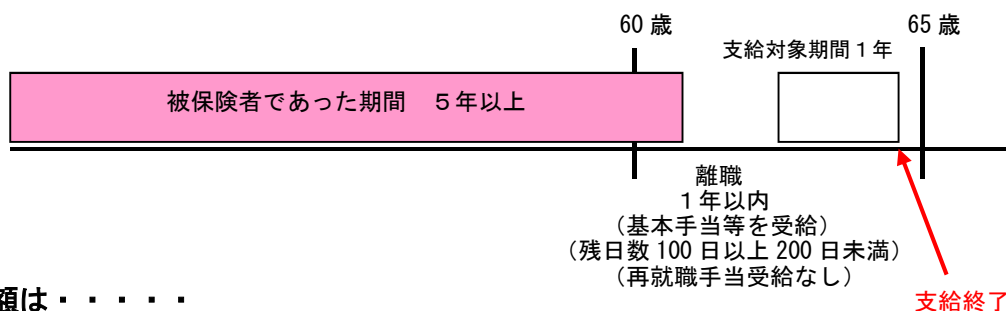 60 歳
65 歳
支給対象期間１年
被保険者であった期間　５年以上
離職
１年以内
（基本手当等を受給）
（残日数 100 日以上 200 日未満）
（再就職手当受給なし）
額は・・・・・
支給終了